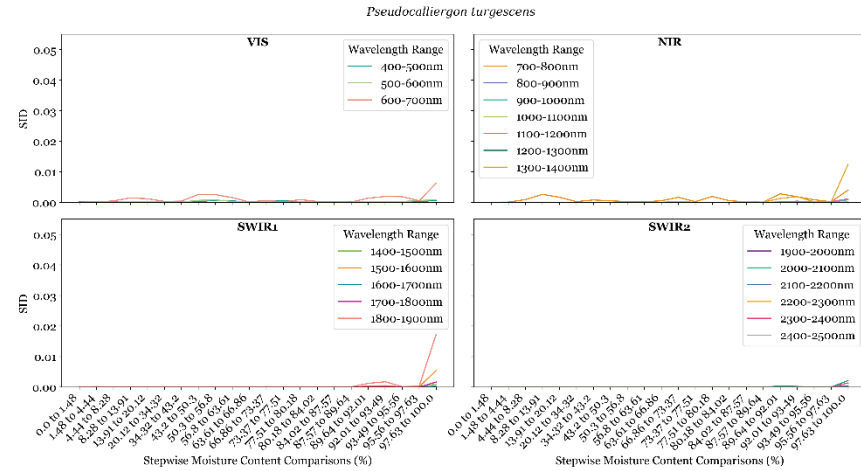 Pseudocalliergon turgescens
VIS
NIR
0.05
0.04
0.03
0.02
0.01
0.00
SID
Wavelength Range
400-500nm
500-600nm
600-700nm
Wavelength Range
700-800nm
800-900nm
900-1000nm
1000-1100nm
1100-1200nm
1200-1300nm
1300-1400nm
SWIR1
SWIR2
0.05
0.04
0.03
0.02
0.01
0.00
SID
Wavelength Range
1400-1500nm
1500-1600nm
1600-1700nm
1700-1800nm
1800-1900nm
Wavelength Range
1900-2000nm
2000-2100nm
2100-2200nm
2200-2300nm
2300-2400nm
2400-2500nm
0.0 to 1.48
1.48 to 4.44
4.44 to 8.28
8.28 to 13.91
13.91 to 20.12
20.12 to 34.32
34.32 to 43.2
43.2 to 50.3
50.3 to 56.8
56.8 to 63.61
63.61 to 66.86
66.86 to 73.37
73.37 to 77.51
77.51 to 80.18
80.18 to 84.02
84.02 to 87.57
87.57 to 89.64
89.64 to 92.01
92.01 to 93.49
93.49 to 95.56
95.56 to 97.63
97.63 to 100.0
0.0 to 1.48
1.48 to 4.44
4.44 to 8.28
8.28 to 13.91
13.91 to 20.12
20.12 to 34.32
34.32 to 43.2
43.2 to 50.3
50.3 to 56.8
56.8 to 63.61
63.61 to 66.86
66.86 to 73.37
73.37 to 77.51
77.51 to 80.18
80.18 to 84.02
84.02 to 87.57
87.57 to 89.64
89.64 to 92.01
92.01 to 93.49
93.49 to 95.56
95.56 to 97.63
97.63 to 100.0
Stepwise Moisture Content Comparisons (%)
Stepwise Moisture Content Comparisons (%)